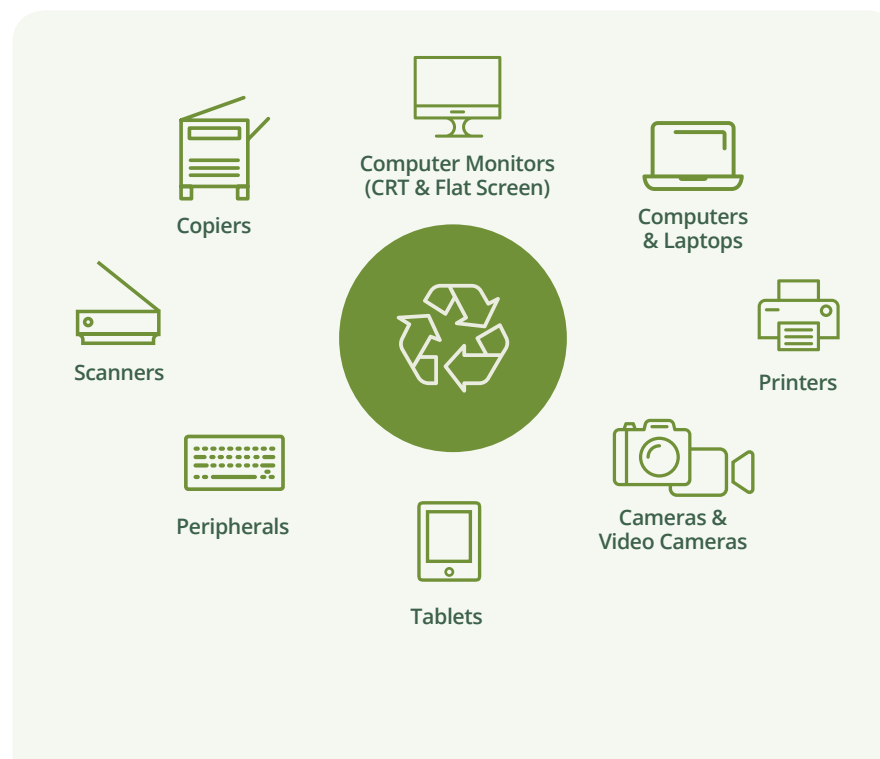 Computer Monitors
(CRT & Flat Screen)
Copiers
Computers
& Laptops
Scanners
Printers
Peripherals
Cameras &
Video Cameras
Tablets